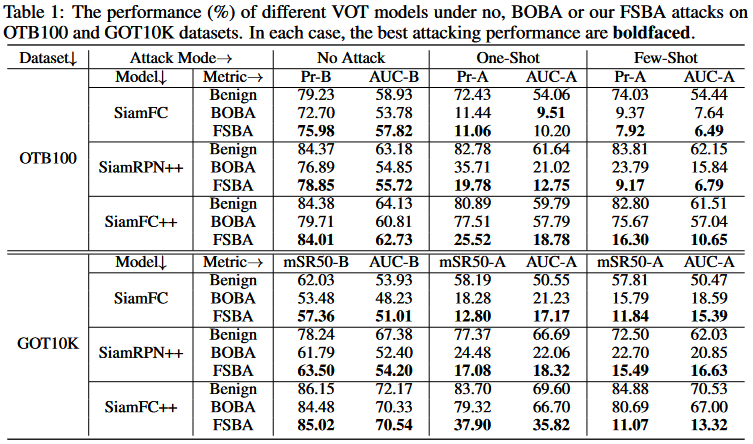 Table 1: The performance (%) of different VOT models under no, BOBA or our FSBA attacks on
OTB100 and GOT10K datasets. In each case, the best attacking performance are boldfaced.
Dataset↓ Attack Mode→ No Attack One-Shot Few-Shot
OTB100
Model↓ Metric→ Pr-B AUC-B Pr-A AUC-A Pr-A AUC-A
SiamFC
Benign 79.23 58.93 72.43 54.06 74.03 54.44
BOBA 72.70 53.78 11.44 9.51 9.37 7.64
FSBA 75.98 57.82 11.06 10.20 7.92 6.49
SiamRPN++
Benign 84.37 63.18 82.78 61.64 83.81 62.15
BOBA 76.89 54.85 35.71 21.02 23.79 15.84
FSBA 78.85 55.72 19.78 12.75 9.17 6.79
SiamFC++
Benign 84.38 64.13 80.89 59.79 82.80 61.51
BOBA 79.71 60.81 77.51 57.79 75.67 57.04
FSBA 84.01 62.73 25.52 18.78 16.30 10.65
GOT10K
Model↓ Metric→ mSR50-B AUC-B mSR50-A AUC-A mSR50-A AUC-A
SiamFC
Benign 62.03 53.93 58.19 50.55 57.81 50.47
BOBA 53.48 48.23 18.28 21.23 15.79 18.59
FSBA 57.36 51.01 12.80 17.17 11.84 15.39
SiamRPN++
Benign 78.24 67.38 77.37 66.69 72.50 62.03
BOBA 61.79 52.40 24.48 22.06 22.70 20.85
FSBA 63.50 54.20 17.08 18.32 15.49 16.63
SiamFC++
Benign 86.15 72.17 83.70 69.60 84.88 70.53
BOBA 84.48 70.33 79.32 66.70 80.69 67.00
FSBA 85.02 70.54 37.90 35.82 11.07 13.32